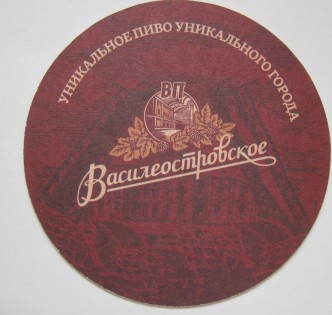 УНИКАЛЬНОЕ ПИВО УНИКАЛЬНОГО ГОРОДА
ВП
Василеостровское